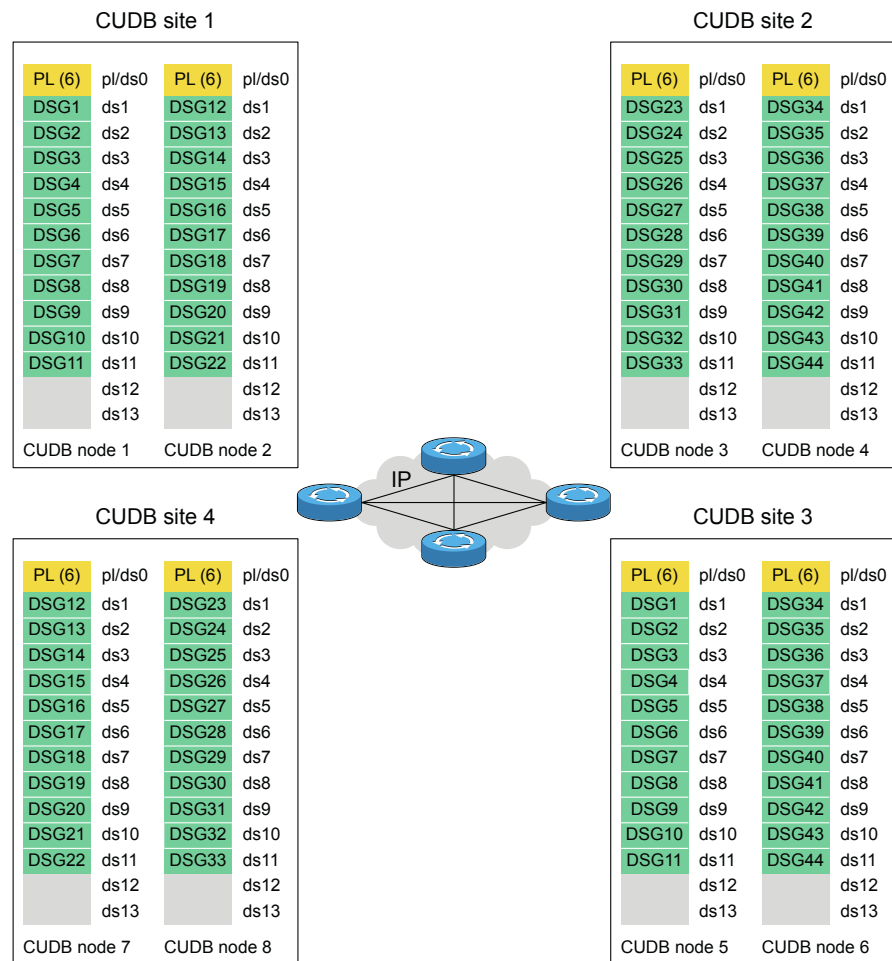 CUDB site 1
PL (6) pl/ds0 PL (6) pl/ds0
DSG1 ds1 DSG12 ds1
DSG2 ds2 DSG13 ds2
DSG3 ds3 DSG14 ds3
DSG4 ds4 DSG15 ds4
DSG5 ds5 DSG16 ds5
DSG6 ds6 DSG17 ds6
DSG7 ds7 DSG18 ds7
DSG8 ds8 DSG19 ds8
DSG9 ds9 DSG20 ds9
DSG10 ds10 DSG21 ds10
DSG11 ds11 DSG22 ds11
ds12 ds12
ds13 ds13
CUDB node 1 CUDB node 2
CUDB site 2
PL (6) pl/ds0 PL (6) pl/ds0
DSG23 ds1 DSG34 ds1
DSG24 ds2 DSG35 ds2
DSG25 ds3 DSG36 ds3
DSG26 ds4 DSG37 ds4
DSG27 ds5 DSG38 ds5
DSG28 ds6 DSG39 ds6
DSG29 ds7 DSG40 ds7
DSG30 ds8 DSG41 ds8
DSG31 ds9 DSG42 ds9
DSG32 ds10 DSG43 ds10
DSG33 ds11 DSG44 ds11
ds12 ds12
ds13 ds13
CUDB node 3 CUDB node 4
IP
CUDB site 4
PL (6) pl/ds0 PL (6) pl/ds0
DSG12 ds1 DSG23 ds1
DSG13 ds2 DSG24 ds2
DSG14 ds3 DSG25 ds3
DSG15 ds4 DSG26 ds4
DSG16 ds5 DSG27 ds5
DSG17 ds6 DSG28 ds6
DSG18 ds7 DSG29 ds7
DSG19 ds8 DSG30 ds8
DSG20 ds9 DSG31 ds9
DSG21 ds10 DSG32 ds10
DSG22 ds11 DSG33 ds11
ds12 ds12
ds13 ds13
CUDB node 7 CUDB node 8
CUDB site 3
PL (6) pl/ds0 PL (6) pl/ds0
DSG1 ds1 DSG34 ds1
DSG2 ds2 DSG35 ds2
DSG3 ds3 DSG36 ds3
DSG4 ds4 DSG37 ds4
DSG5 ds5 DSG38 ds5
DSG6 ds6 DSG39 ds6
DSG7 ds7 DSG40 ds7
DSG8 ds8 DSG41 ds8
DSG9 ds9 DSG42 ds9
DSG10 ds10 DSG43 ds10
DSG11 ds11 DSG44 ds11
ds12 ds12
ds13 ds13
CUDB node 5 CUDB node 6